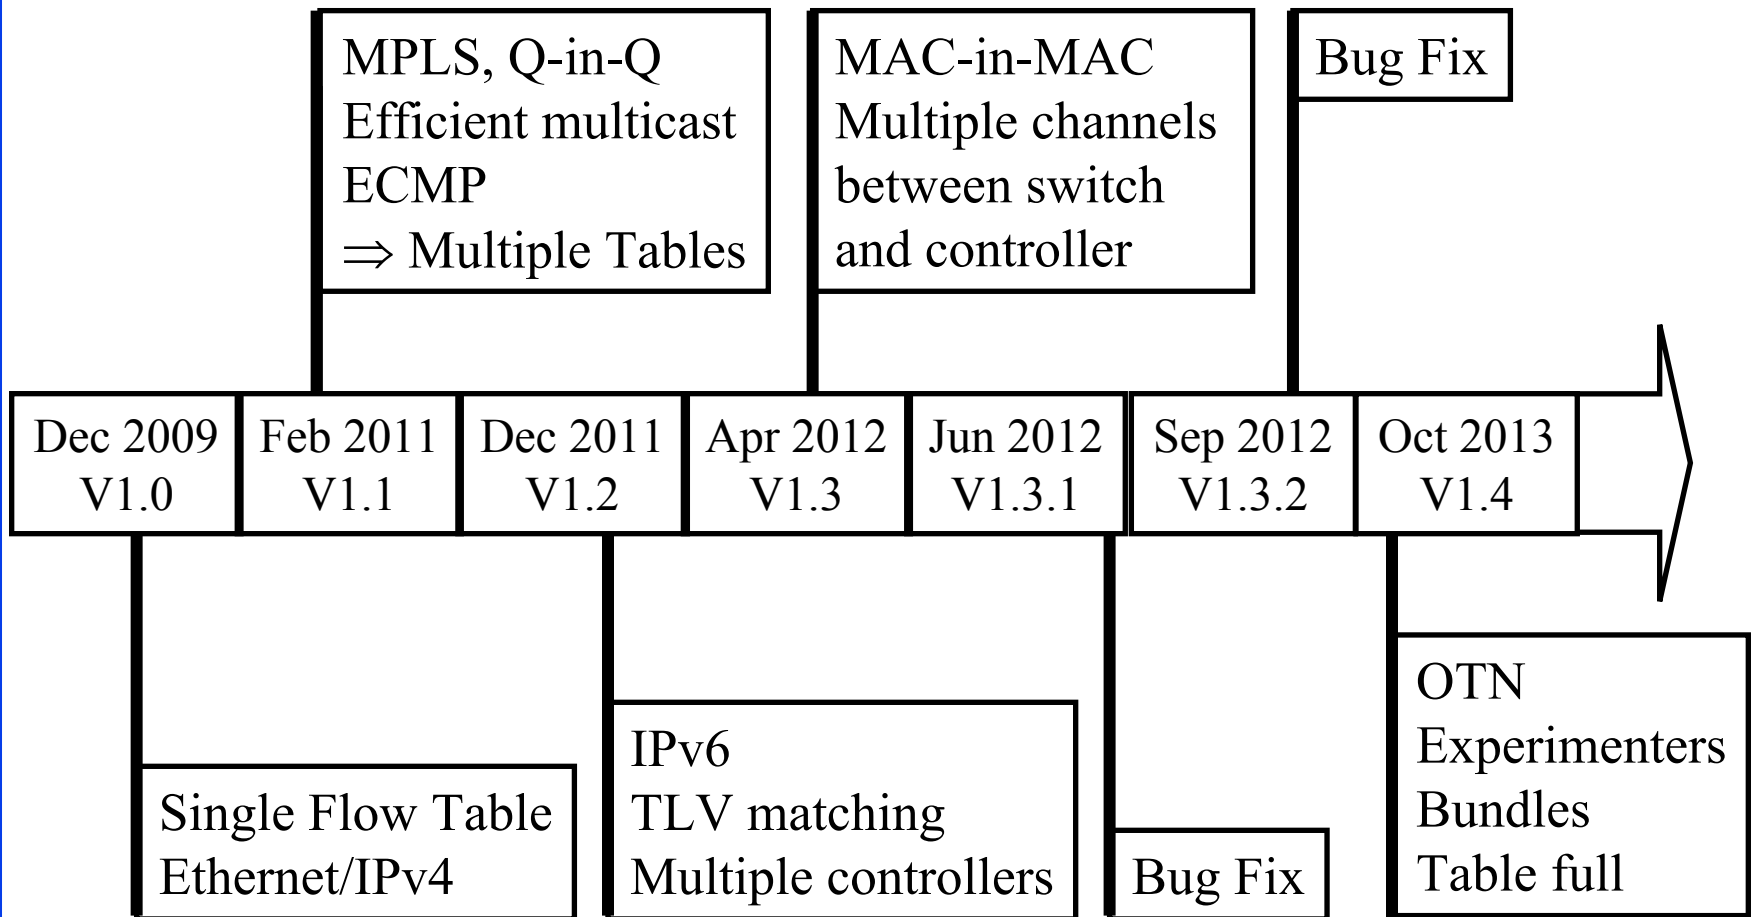 MPLS, Q-in-Q
Efficient multicast
ECMP
⇒ Multiple Tables
MAC-in-MAC
Multiple channels
between switch
and controller
Bug Fix
Dec 2009
V1.0
Feb 2011
V1.1
Dec 2011
V1.2
Apr 2012
V1.3
Jun 2012
V1.3.1
Sep 2012
V1.3.2
Oct 2013
V1.4
Single Flow Table
Ethernet/IPv4
IPv6
TLV matching
Multiple controllers
Bug Fix
OTN
Experimenters
Bundles
Table full